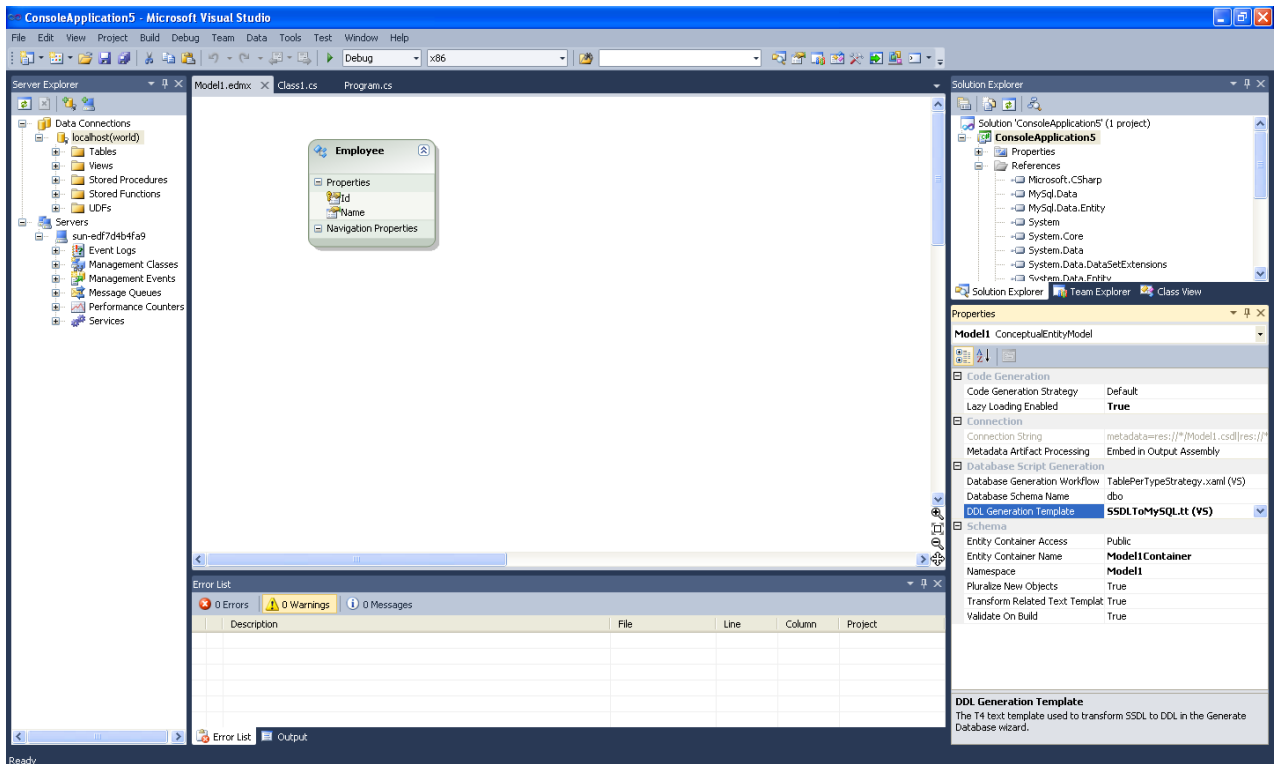 ConsoleApplication5 - Microsoft Visual Studio
File Edit View Project Build Debug Team Data Tools Test Window Help
Debug x86
Server Explorer
Data Connections
localhost(world)
Tables
Views
Stored Procedures
Stored Functions
UDFs
Servers
sun-edf7d4b4fa9
Event Logs
Management Classes
Management Events
Message Queues
Performance Counters
Services
Model1.edmx Class1.cs Program.cs
Employee
Properties
Id
Name
Navigation Properties
Error List
0 Errors 0 Warnings 0 Messages
Description File Line Column Project
Error List Output
Solution Explorer
Solution 'ConsoleApplication5' (1 project)
ConsoleApplication5
Properties
References
Microsoft.CSharp
MySql.Data
MySql.Data.Entity
System
System.Core
System.Data
System.Data.DataSetExtensions
System.Data.Entity
Solution Explorer Team Explorer Class View
Properties
Model1 ConceptualEntityModel
Code Generation
Code Generation Strategy Default
Lazy Loading Enabled True
Connection
Connection String metadata=res://*/Model1.csdl|res://*
Metadata Artifact Processing Embed in Output Assembly
Database Script Generation
Database Generation Workflow TablePerTypeStrategy.xaml (VS)
Database Schema Name dbo
DDL Generation Template SSDLToMySQL.tt (VS)
Schema
Entity Container Access Public
Entity Container Name Model1Container
Namespace Model1
Pluralize New Objects True
Transform Related Text Templat True
Validate On Build True
DDL Generation Template
The T4 text template used to transform SSDL to DDL in the Generate
Database wizard.
Ready